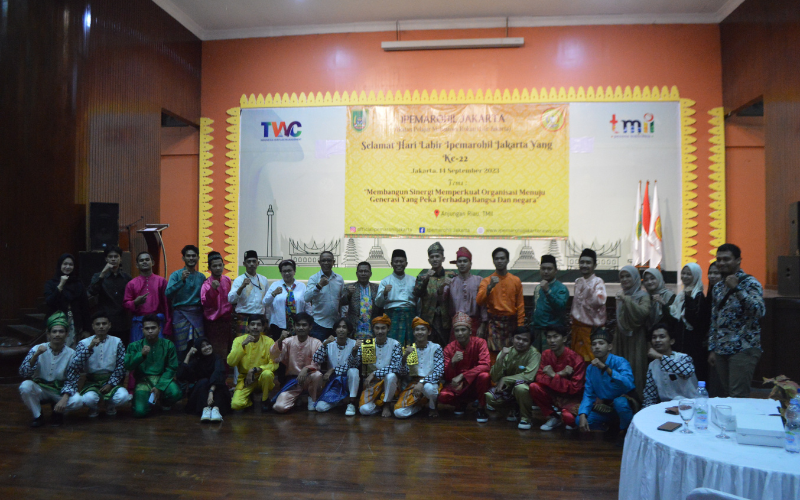 TWC
IPEMAROHIL JAKARTA
tmii
Selamat Hari Lahir Ipemarohil Jakarta Yang
Ke-22
Jakarta, 14 September 2023
Tema :
"Membangun Sinergi Memperkuat Organisasi Menuju
Generasi Yang Peka Terhadap Bangsa Dan negara"
Anjungan Riau, TMII